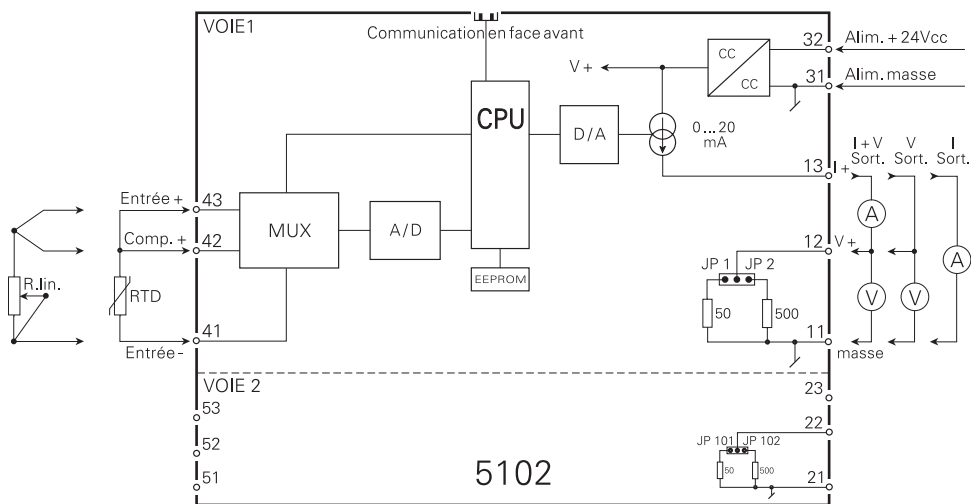 VOIE1
Communication en face avant
32
Alim. + 24Vcc
V +
CC
CC
31
Alim. masse
CPU
D/A
0 ... 20
mA
I + V
Sort.
V
Sort.
I
Sort.
13
I +
A
Entrée +
43
MUX
A/D
Comp. +
42
12
V +
A
EEPROM
JP 1
JP 2
R.lin.
RTD
50
500
V
V
41
Entrée -
11
masse
VOIE 2
23
53
22
52
JP 101
JP 102
50
500
51
5102
21